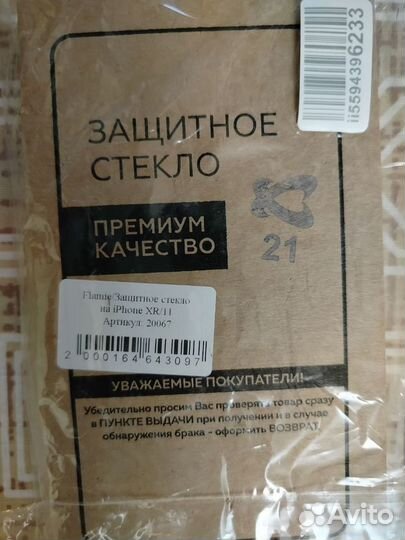 ii5594396233
ЗАЩИТНОЕ
СТЕКЛО
ПРЕМИУМ
КАЧЕСТВО
21
Защитное стекло
на iPhone XR/11
Артикул: 20067
2 000164 643097
УВАЖАЕМЫЕ ПОКУПАТЕЛИ!
Убедительно просим Вас проверять товар сразу
в ПУНКТЕ ВЫДАЧИ при получении и в случае
обнаружения брака - оформить ВОЗВРАТ.
Avito